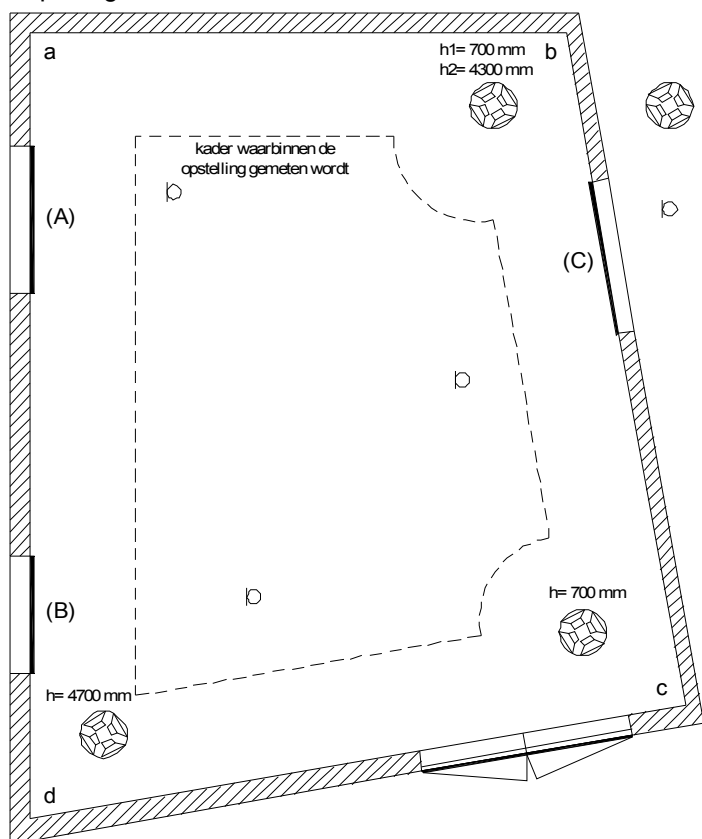 a
h1= 700 mm
b
h2= 4300 mm
kader waarbinnen de
opstelling gemeten wordt
(A)
(C)
h= 700 mm
(B)
c
h= 4700 mm
d